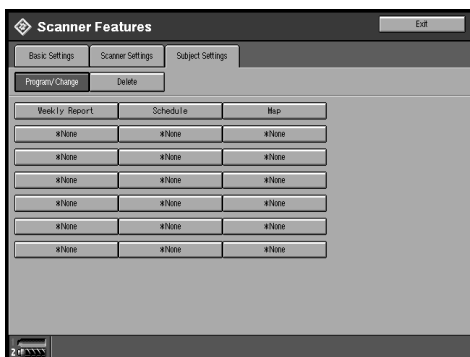 Scanner Features Exit
Basic Settings Scanner Settings Subject Settings
Program/Change Delete
Weekly Report Schedule Map
*None *None *None
*None *None *None
*None *None *None
*None *None *None
*None *None *None
*None *None *None